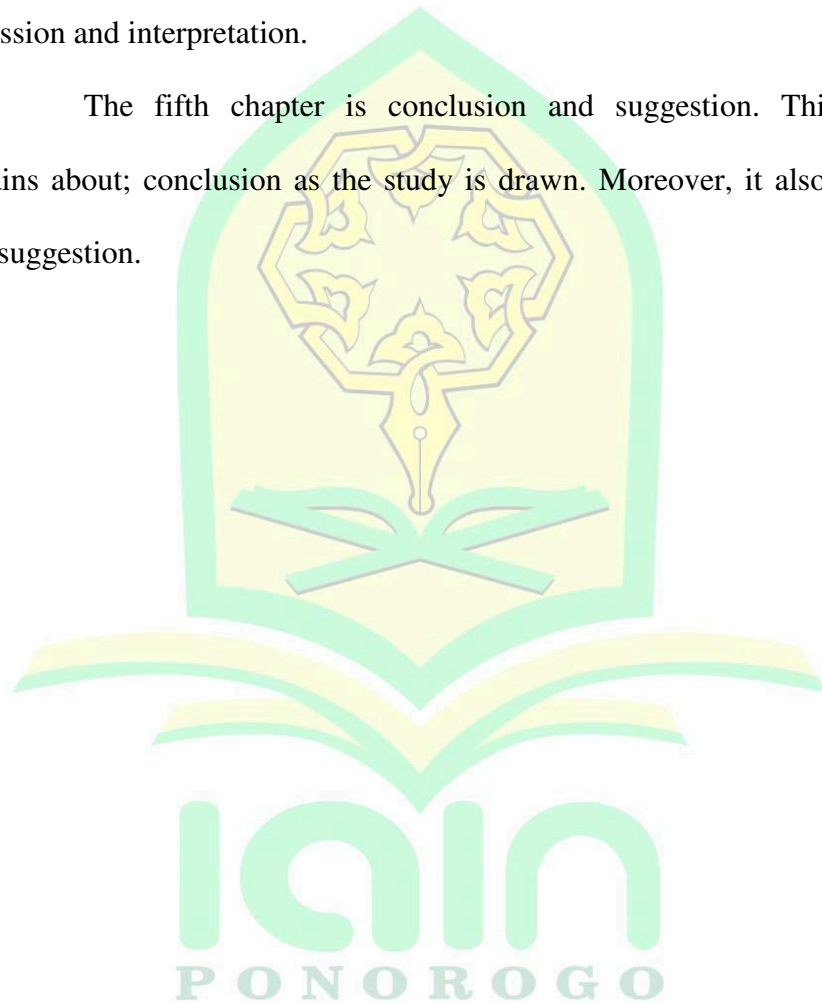 ssion and interpretation.
The fifth chapter is conclusion and suggestion. Thi
ins about; conclusion as the study is drawn. Moreover, it also
suggestion.
IAIN
PONOROGO